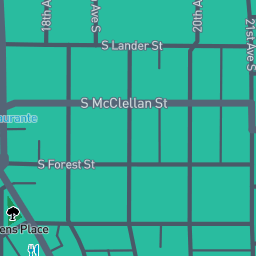 18th A
Ave S
20th A
21st Ave S
S Lander St
S McClellan St
urante
S Forest St
ens Place